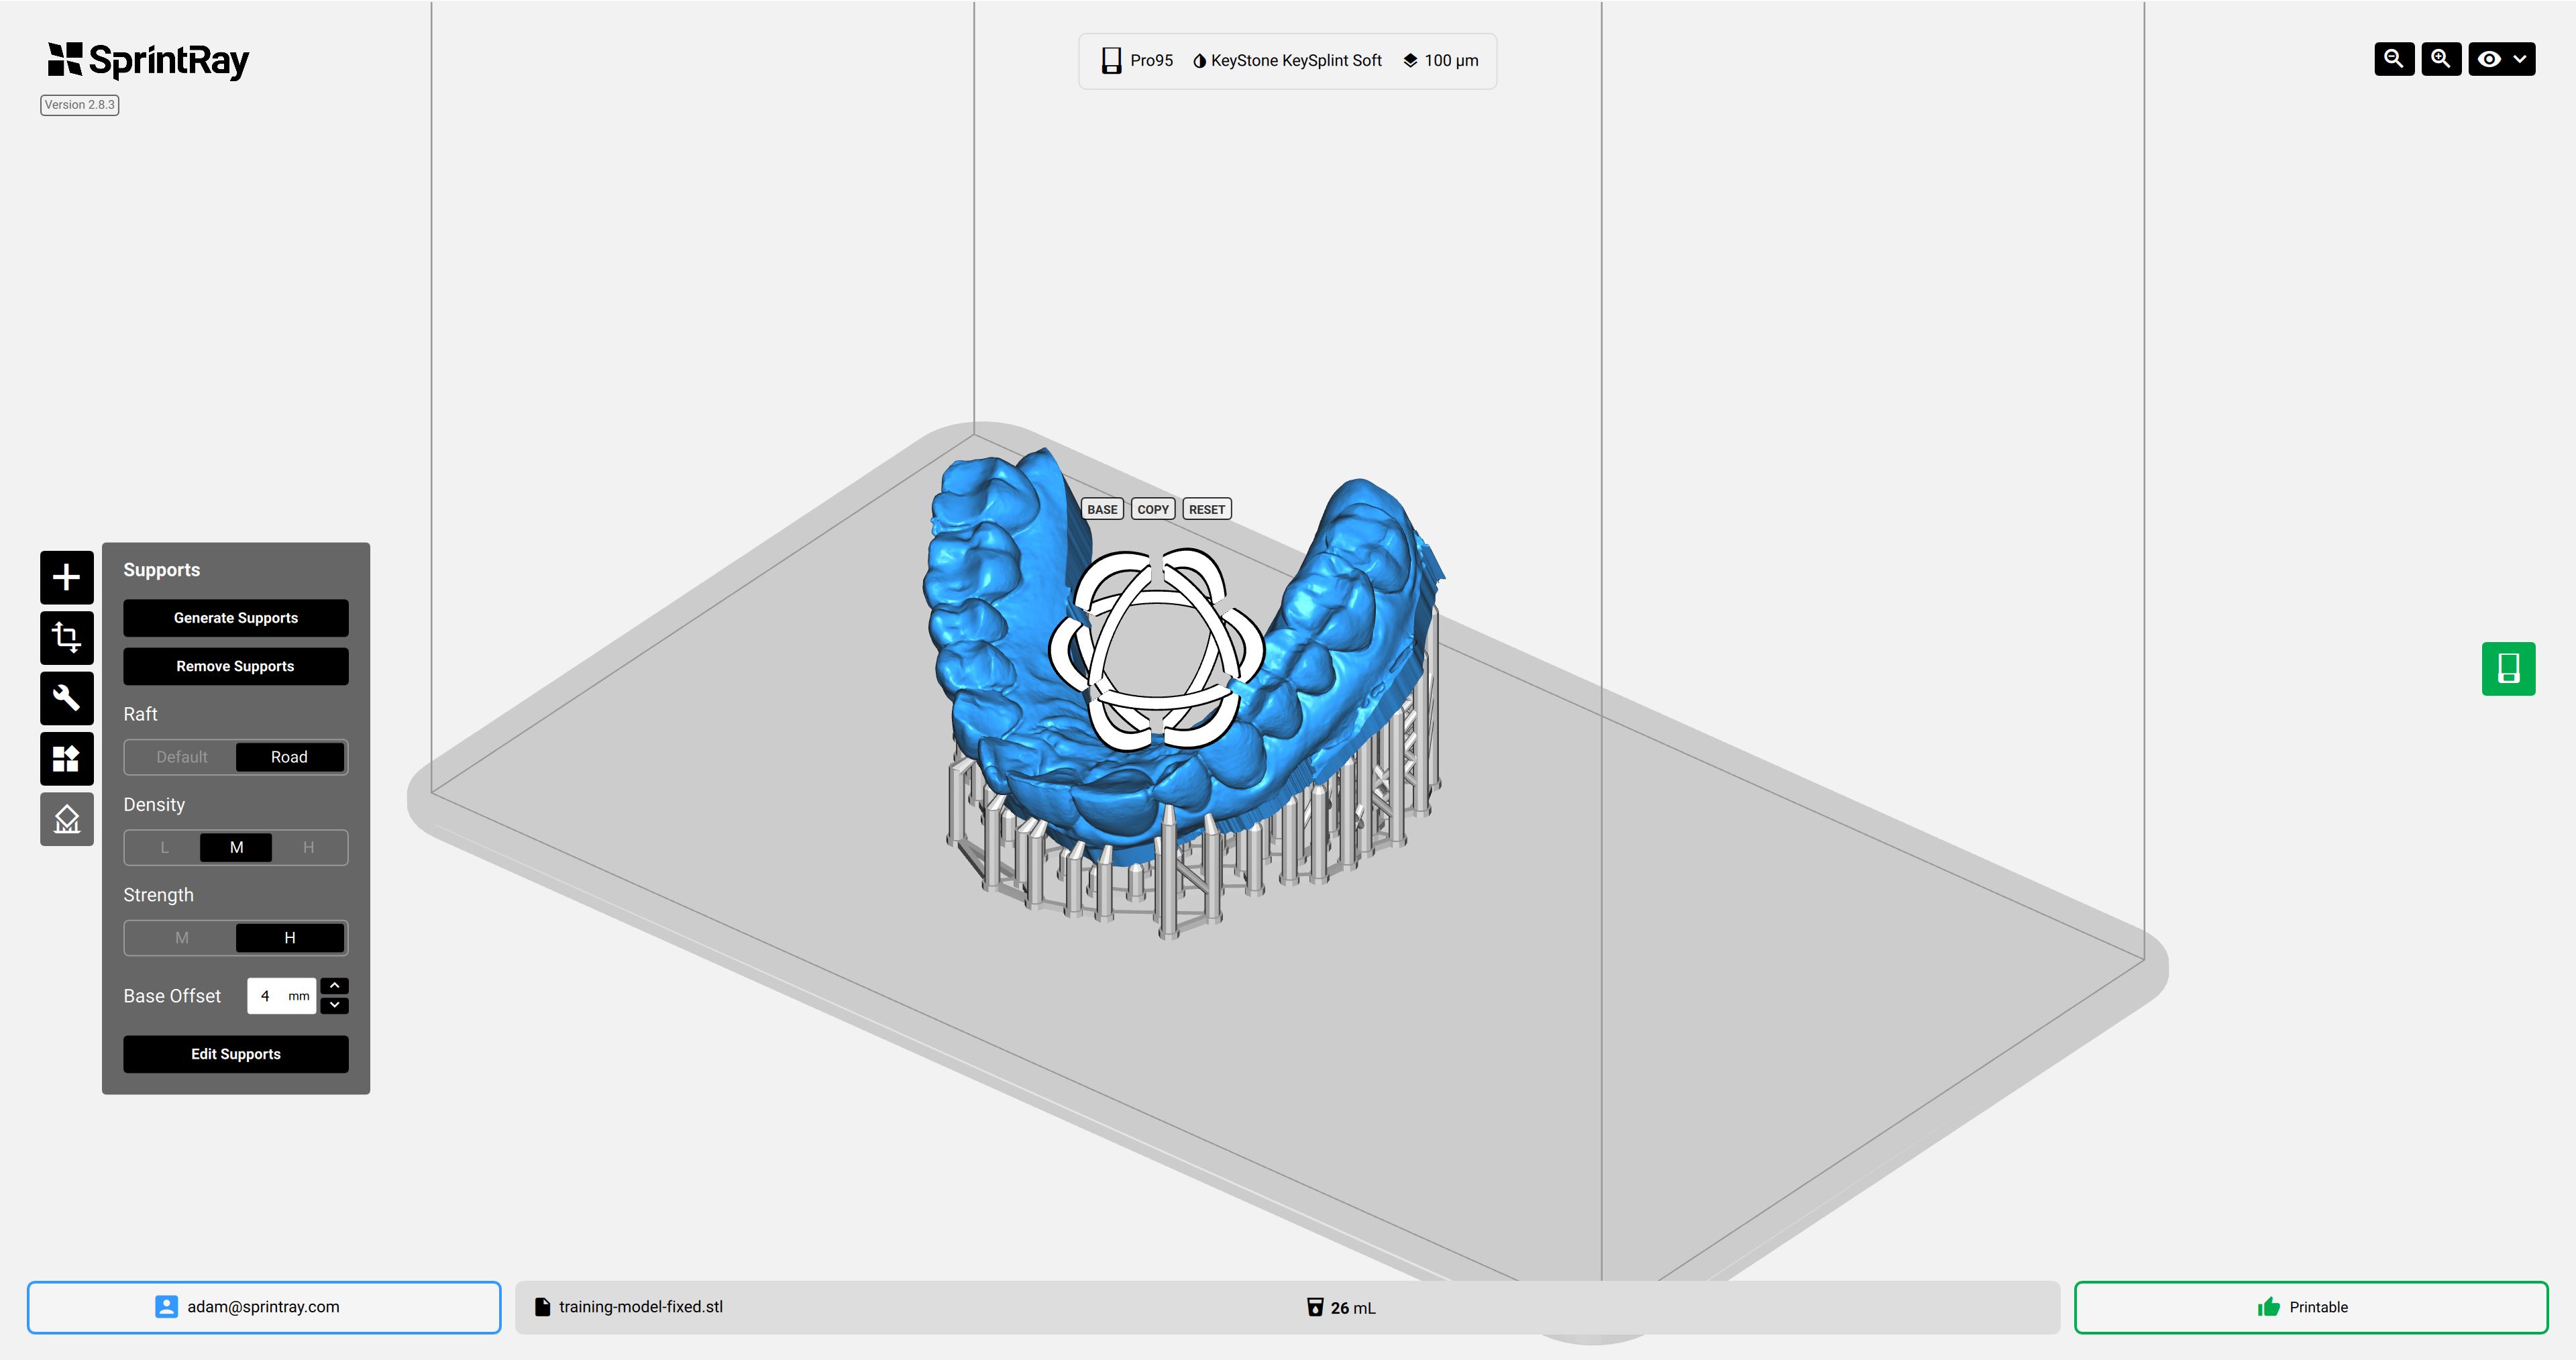 SprintRay
Version 2.8.3
Pro95 KeyStone KeySplint Soft 100 µm
BASE COPY RESET
Supports
Generate Supports
Remove Supports
Raft
Default Road
Density
L M H
Strength
M H
Base Offset 4 mm
Edit Supports
adam@sprintray.com
training-model-fixed.stl
26 mL
Printable